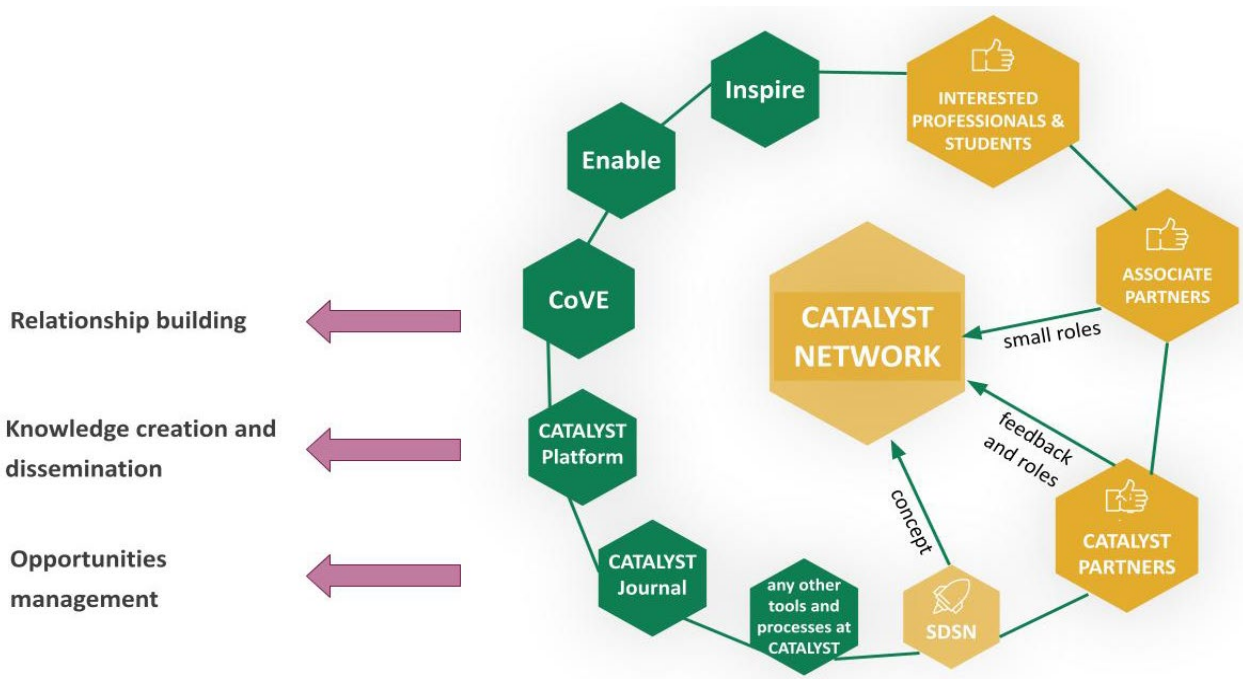 Inspire
INTERESTED
PROFESSIONALS &
STUDENTS
Enable
ASSOCIATE
PARTNERS
CoVE
CATALYST
NETWORK
small roles
Relationship building
feedback
and roles
Knowledge creation and
dissemination
CATALYST
Platform
concept
CATALYST
PARTNERS
Opportunities
management
CATALYST
Journal
any other
tools and
processes at
CATALYST
SDSN